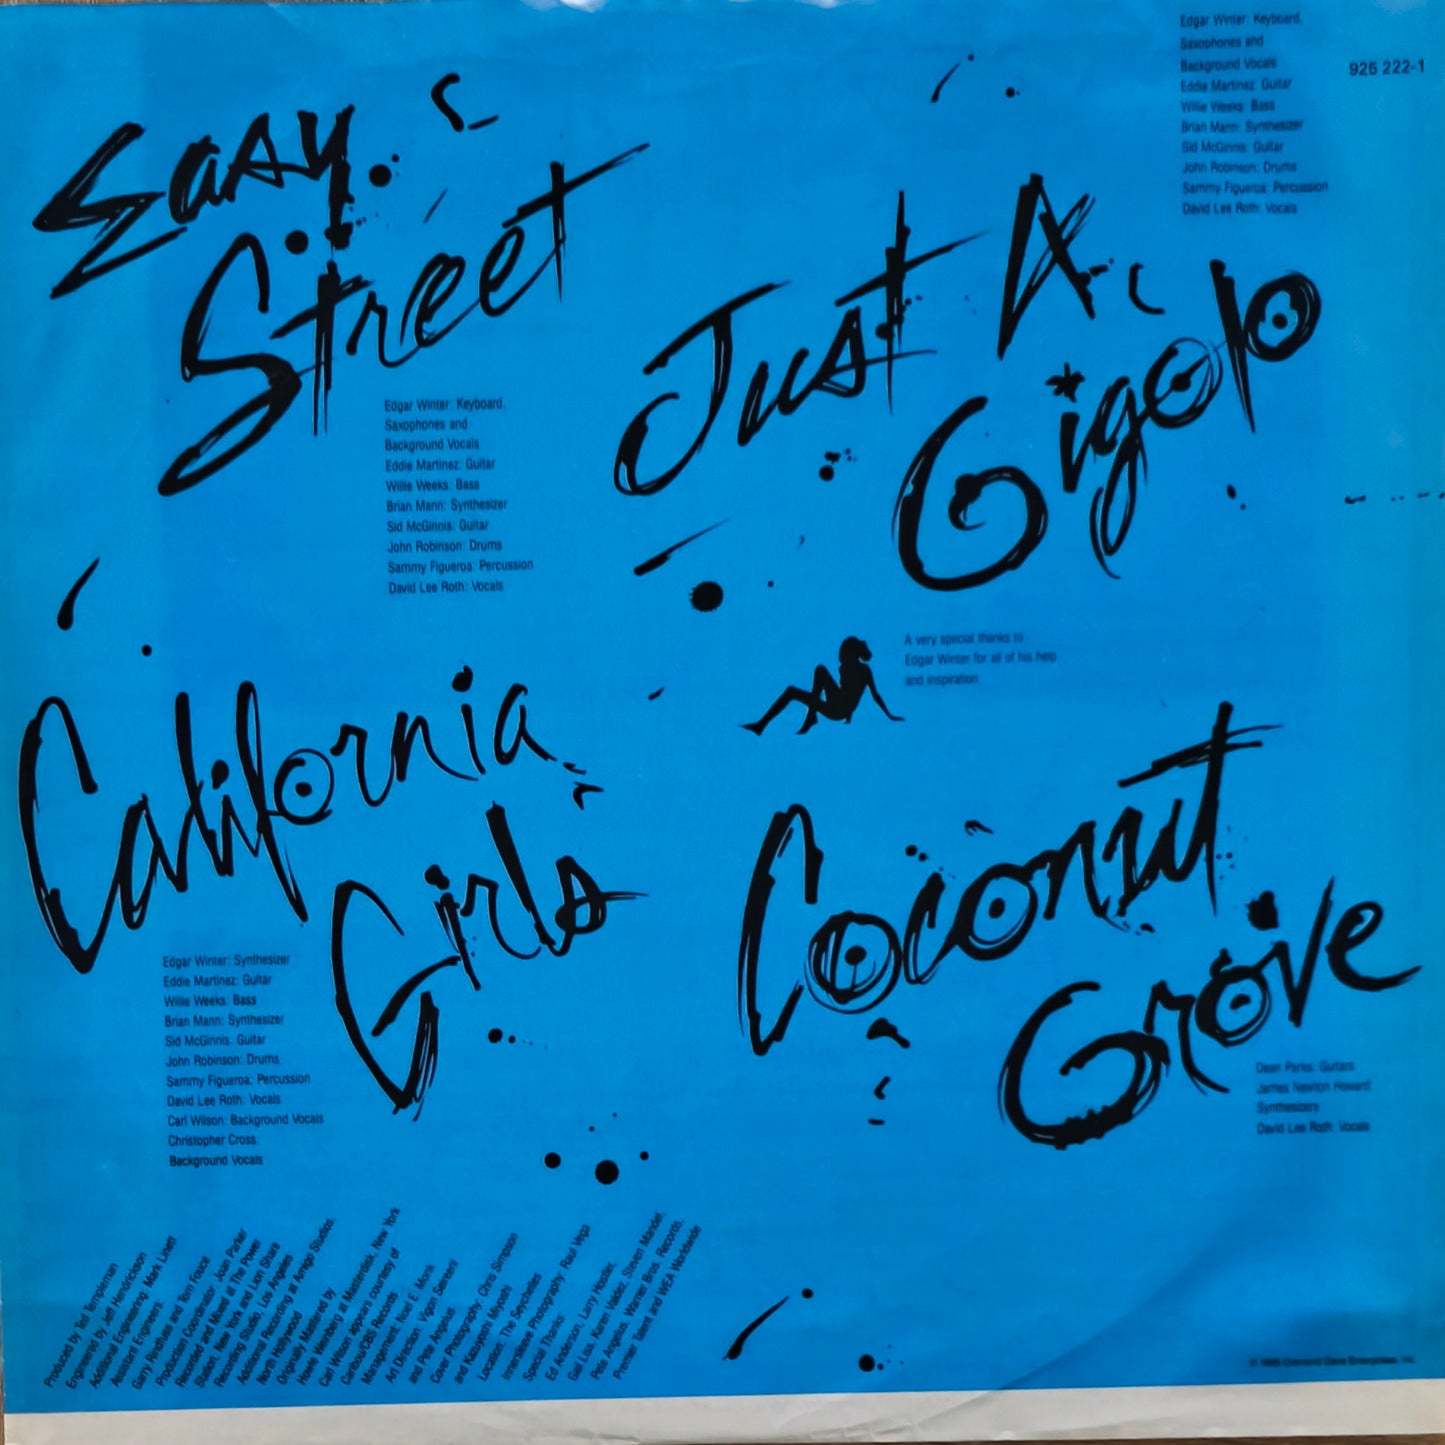 Easy
Street
Edgar Winter: Keyboard,
Saxophones and
Background Vocals
Eddie Martinez: Guitar
Willie Weeks: Bass
Brian Mann: Synthesizer
Sid McGinnis: Guitar
John Robinson: Drums
Sammy Figueroa: Percussion
David Lee Roth: Vocals
Just A
Gigolo
Edgar Winter: Keyboard,
Saxophones and
Background Vocals
Eddie Martinez: Guitar
Willie Weeks: Bass
Brian Mann: Synthesizer
Sid McGinnis: Guitar
John Robinson: Drums
Sammy Figueroa: Percussion
David Lee Roth: Vocals
925 222-1
A very special thanks to
Edgar Winter for all of his help
and inspiration
California
Girls
Edgar Winter: Synthesizer
Eddie Martinez: Guitar
Willie Weeks: Bass
Brian Mann: Synthesizer
Sid McGinnis: Guitar
John Robinson: Drums
Sammy Figueroa: Percussion
David Lee Roth: Vocals
Carl Wilson: Background Vocals
Christopher Cross:
Background Vocals
Coconut
Grove
Dean Parks: Guitars
James Newton Howard:
Synthesizers
David Lee Roth: Vocals
Produced by Ted Templeman
Engineered by Jeff Hendrickson
Additional Engineering: Mark Linett
Assistant Engineers:
Garry Rindfuss and Tom Fouce
Production Coordinator: Joan Parker
Recorded and Mixed at The Power
Station, New York and Lion Share
Recording Studio, Los Angeles
Aditional Recording at Amigo Studios,
North Hollywood
Originally Mastered by
Howie Weinberg at Masterdisk, New York
Carl Wilson appears courtesy of
Caribou/CBS Records
Management: Noel E. Monk
Art Direction: Vigon Seireeni
and Pete Angelus
Cover Photography: Chris Simpson
and Kazuyoshi Miyoshi
Location: The Seychelles
Innersleeve Photography: Raul Vega
Special Thanks:
Ed Anderson, Larry Hostler,
Gail Liss, Karen Valdez, Steven Mandel,
Pete Angelus, Warner Bros. Records,
Premier Talent and WEA Worldwide
© 1985 Diamond Dave Enterprises, Inc.